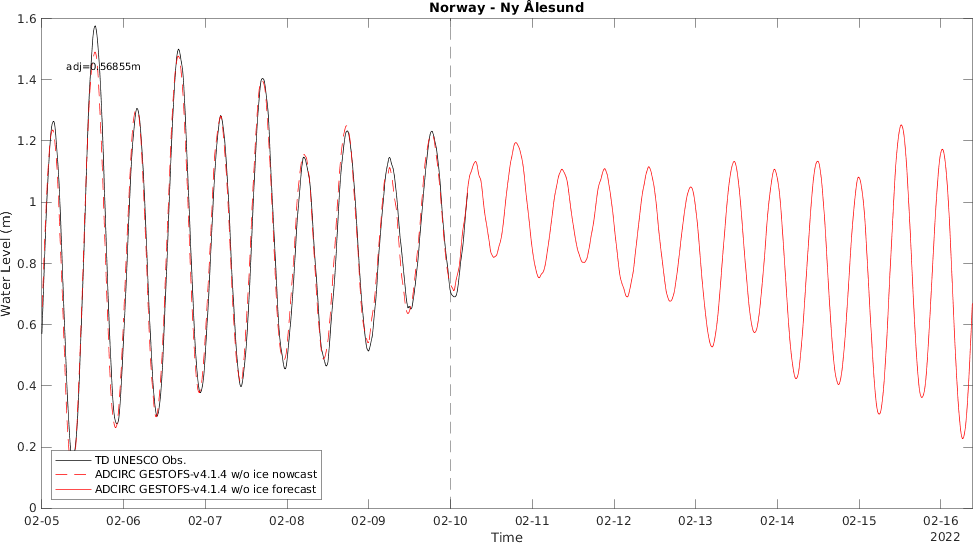 Norway - Ny Ålesund
1.6
1.4
1.2
1
0.8
0.6
0.4
0.2
0
Water Level (m)
adj=0.56855m
TD UNESCO Obs.
ADCIRC GESTOFS-v4.1.4 w/o ice nowcast
ADCIRC GESTOFS-v4.1.4 w/o ice forecast
02-05 02-06 02-07 02-08 02-09 02-10 02-11 02-12 02-13 02-14 02-15 02-16
Time
2022